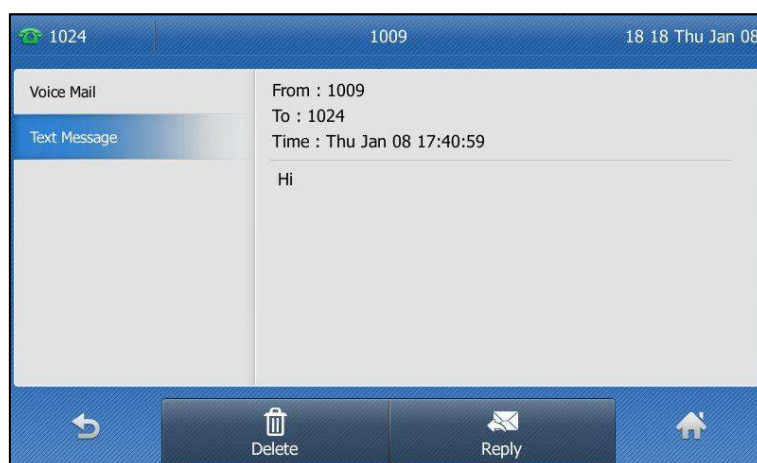 1024 1009 18 18 Thu Jan 08
Voice Mail
Text Message
From : 1009
To : 1024
Time : Thu Jan 08 17:40:59
Hi
Delete
Reply